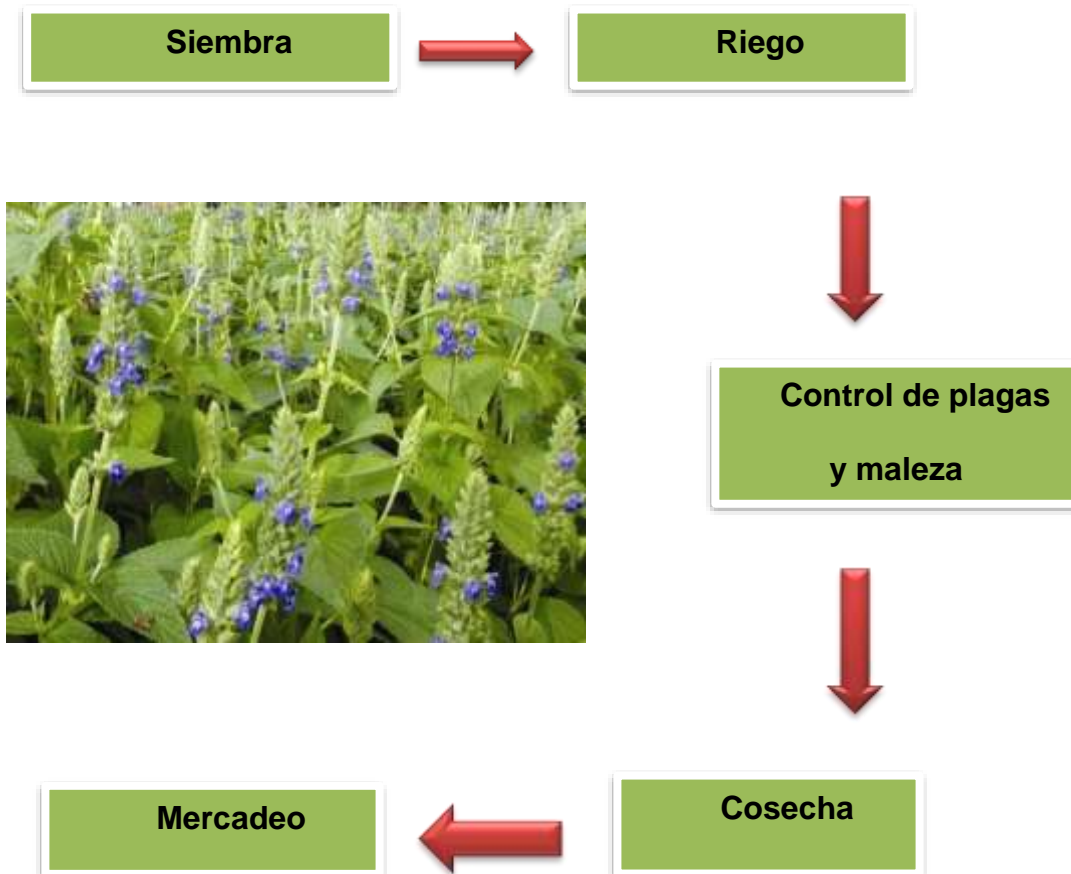 Siembra
Riego
Control de plagas
y maleza
Cosecha
Mercadeo